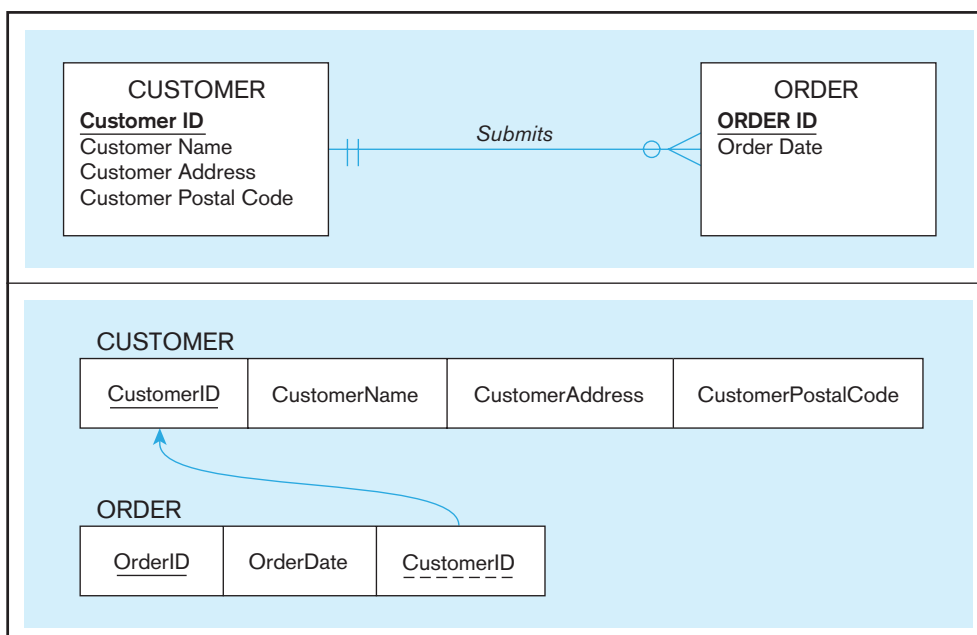 CUSTOMER
Customer ID
Customer Name
Customer Address
Customer Postal Code
Submits
ORDER
ORDER ID
Order Date
CUSTOMER
CustomerID CustomerName CustomerAddress CustomerPostalCode
ORDER
OrderID OrderDate CustomerID